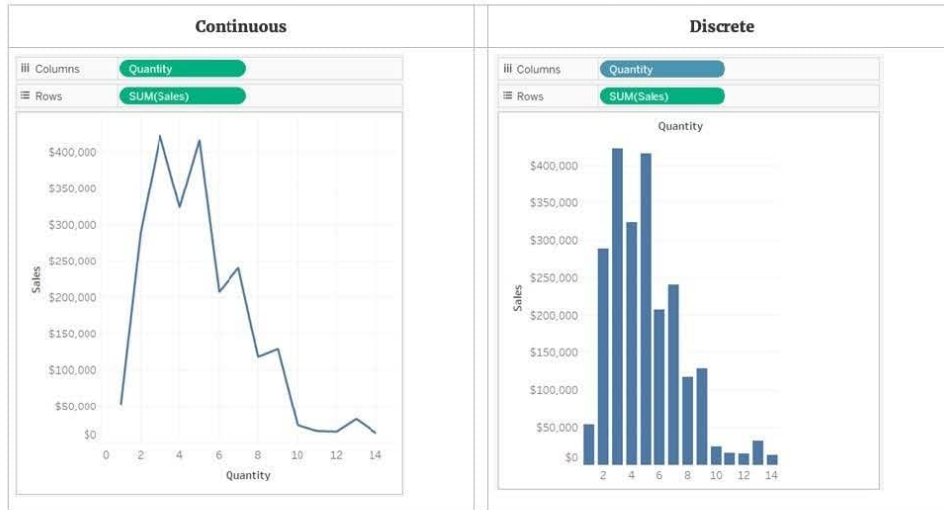 Continuous
Columns Quantity
Rows SUM(Sales)
$400,000
$350,000
$300,000
$250,000
$200,000
$150,000
$100,000
$50,000
$0
Sales
0 2 4 6 8 10 12 14
Quantity
Discrete
Columns Quantity
Rows SUM(Sales)
Quantity
$400,000
$350,000
$300,000
$250,000
$200,000
$150,000
$100,000
$50,000
$0
Sales
2 4 6 8 10 12 14